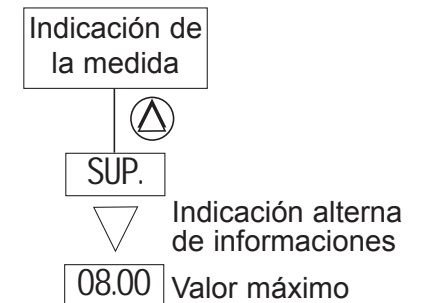 Indicación de
la medida
SUP.
Indicación alterna
de informaciones
08.00 Valor máximo